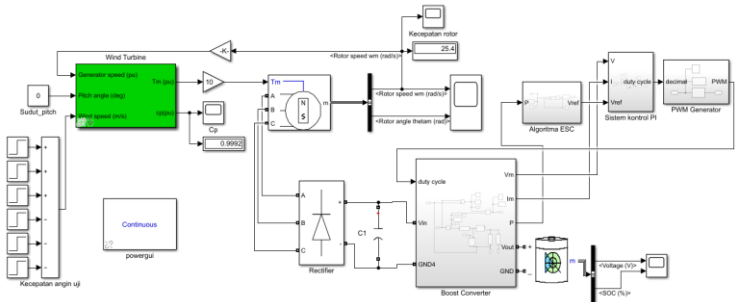 Kecepatan rotor
<Rotor speed wm (rad/s)>
25.4
Wind Turbine
Generator speed (pu)
Pitch angle (deg)
Wind speed (m/s)
Tm (pu)
cp(pu)
-K-
10
0
Sudut_pitch
Cp
0.9992
Tm
A
B
C
N
S
m
<Rotor speed wm (rad/s)>
<Rotor angle thetam (rad)>
P
Vref
Algoritma ESC
V
I
Vref
duty cycle
Sistem kontrol PI
decimal
PWM
PWM Generator
+
+
+
−
−
−
Kecepatan angin uji
Continuous
powergui
A
B
C
+
-
Rectifier
C1
+
duty cycle
Vin
GND4
Vm
Im
P
Vout
GND
Boost Converter
+
_
m
<Voltage (V)>
<SOC (%)>